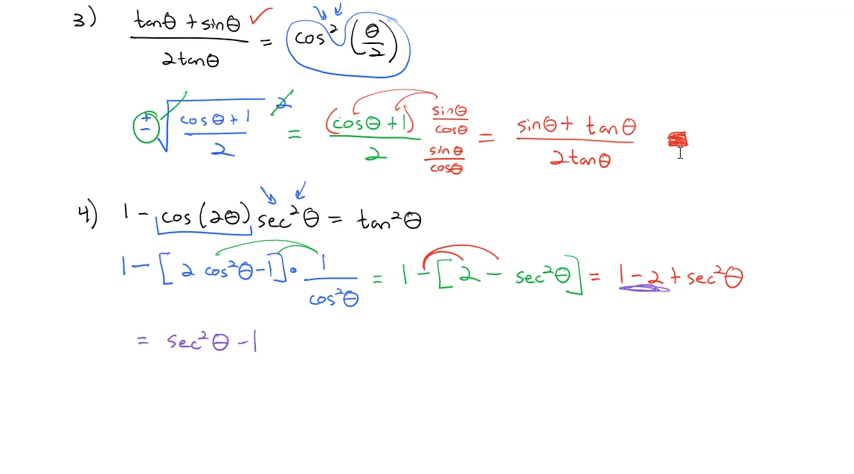 3) (tanθ + sinθ)/(2tanθ) = cos²(θ/2)
±√((cosθ+1)/2)² = ((cosθ+1)/2) (sinθ/cosθ)/(sinθ/cosθ) = (sinθ + tanθ)/(2tanθ)
4) 1 - cos(2θ) sec²θ = tan²θ
1 - [2cos²θ-1] · 1/cos²θ = 1 - [2 - sec²θ] = 1 - 2 + sec²θ
= sec²θ - 1